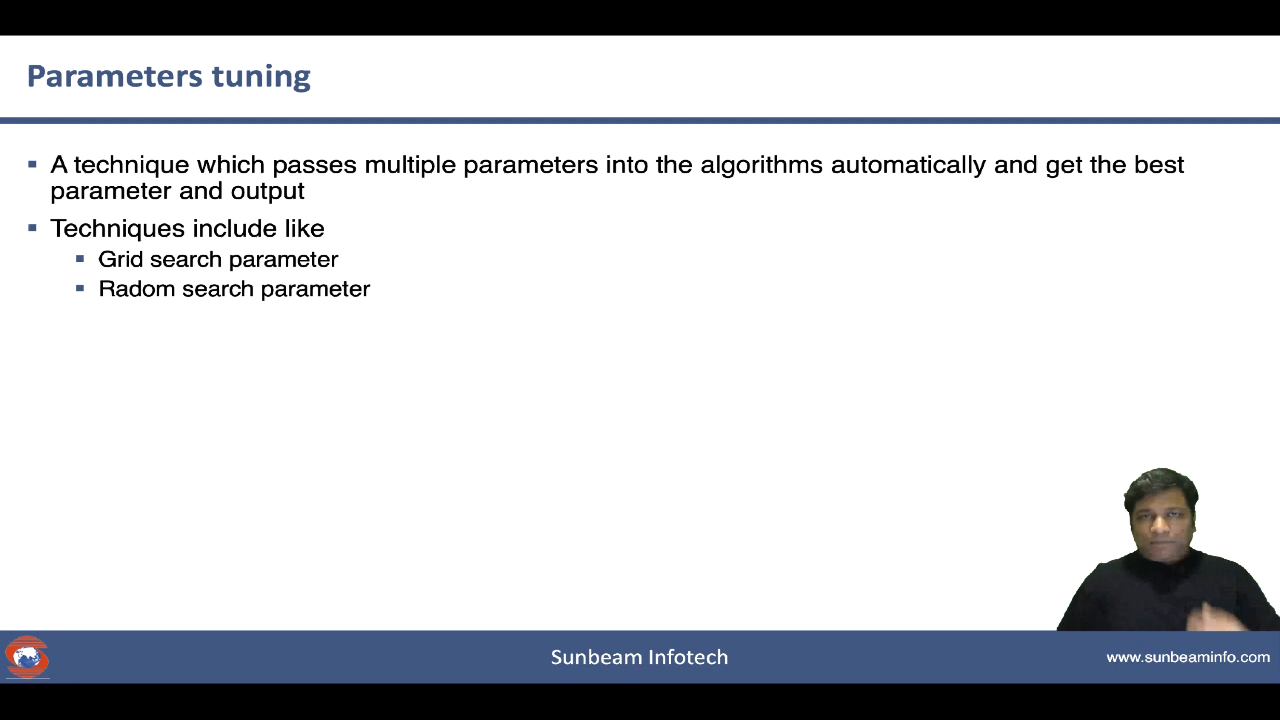 Parameters tuning
A technique which passes multiple parameters into the algorithms automatically and get the best
parameter and output
Techniques include like
Grid search parameter
Radom search parameter
Sunbeam Infotech
www.sunbeaminfo.com